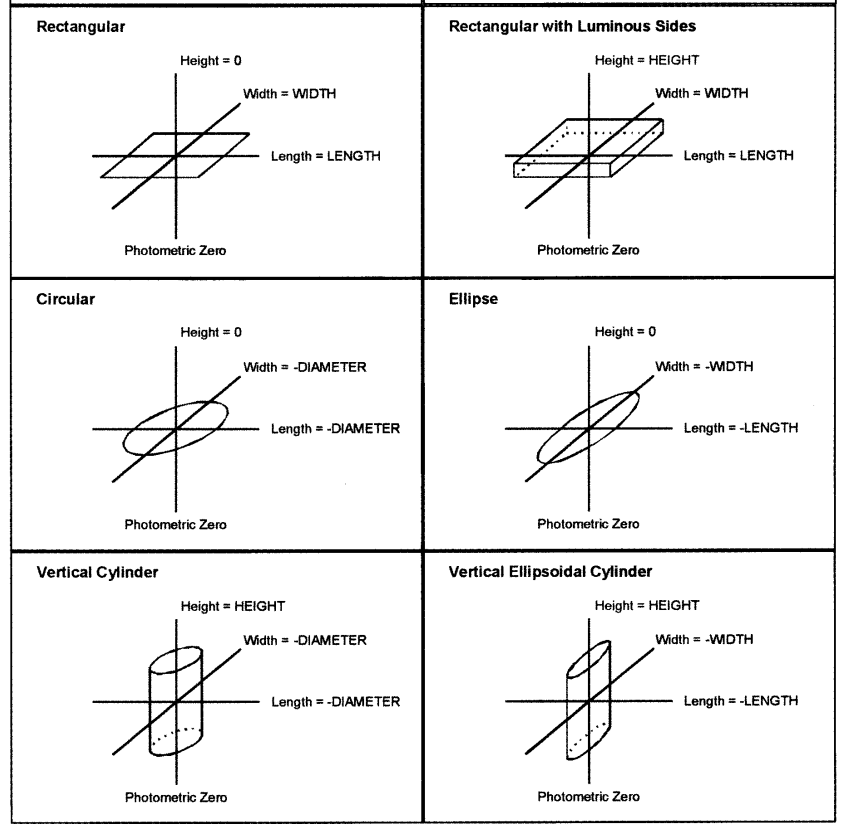 Rectangular
Height = 0
Width = WIDTH
Length = LENGTH
Photometric Zero
Rectangular with Luminous Sides
Height = HEIGHT
Width = WIDTH
Length = LENGTH
Photometric Zero
Circular
Height = 0
Width = -DIAMETER
Length = -DIAMETER
Photometric Zero
Ellipse
Height = 0
Width = -WIDTH
Length = -LENGTH
Photometric Zero
Vertical Cylinder
Height = HEIGHT
Width = -DIAMETER
Length = -DIAMETER
Photometric Zero
Vertical Ellipsoidal Cylinder
Height = HEIGHT
Width = -WIDTH
Length = -LENGTH
Photometric Zero